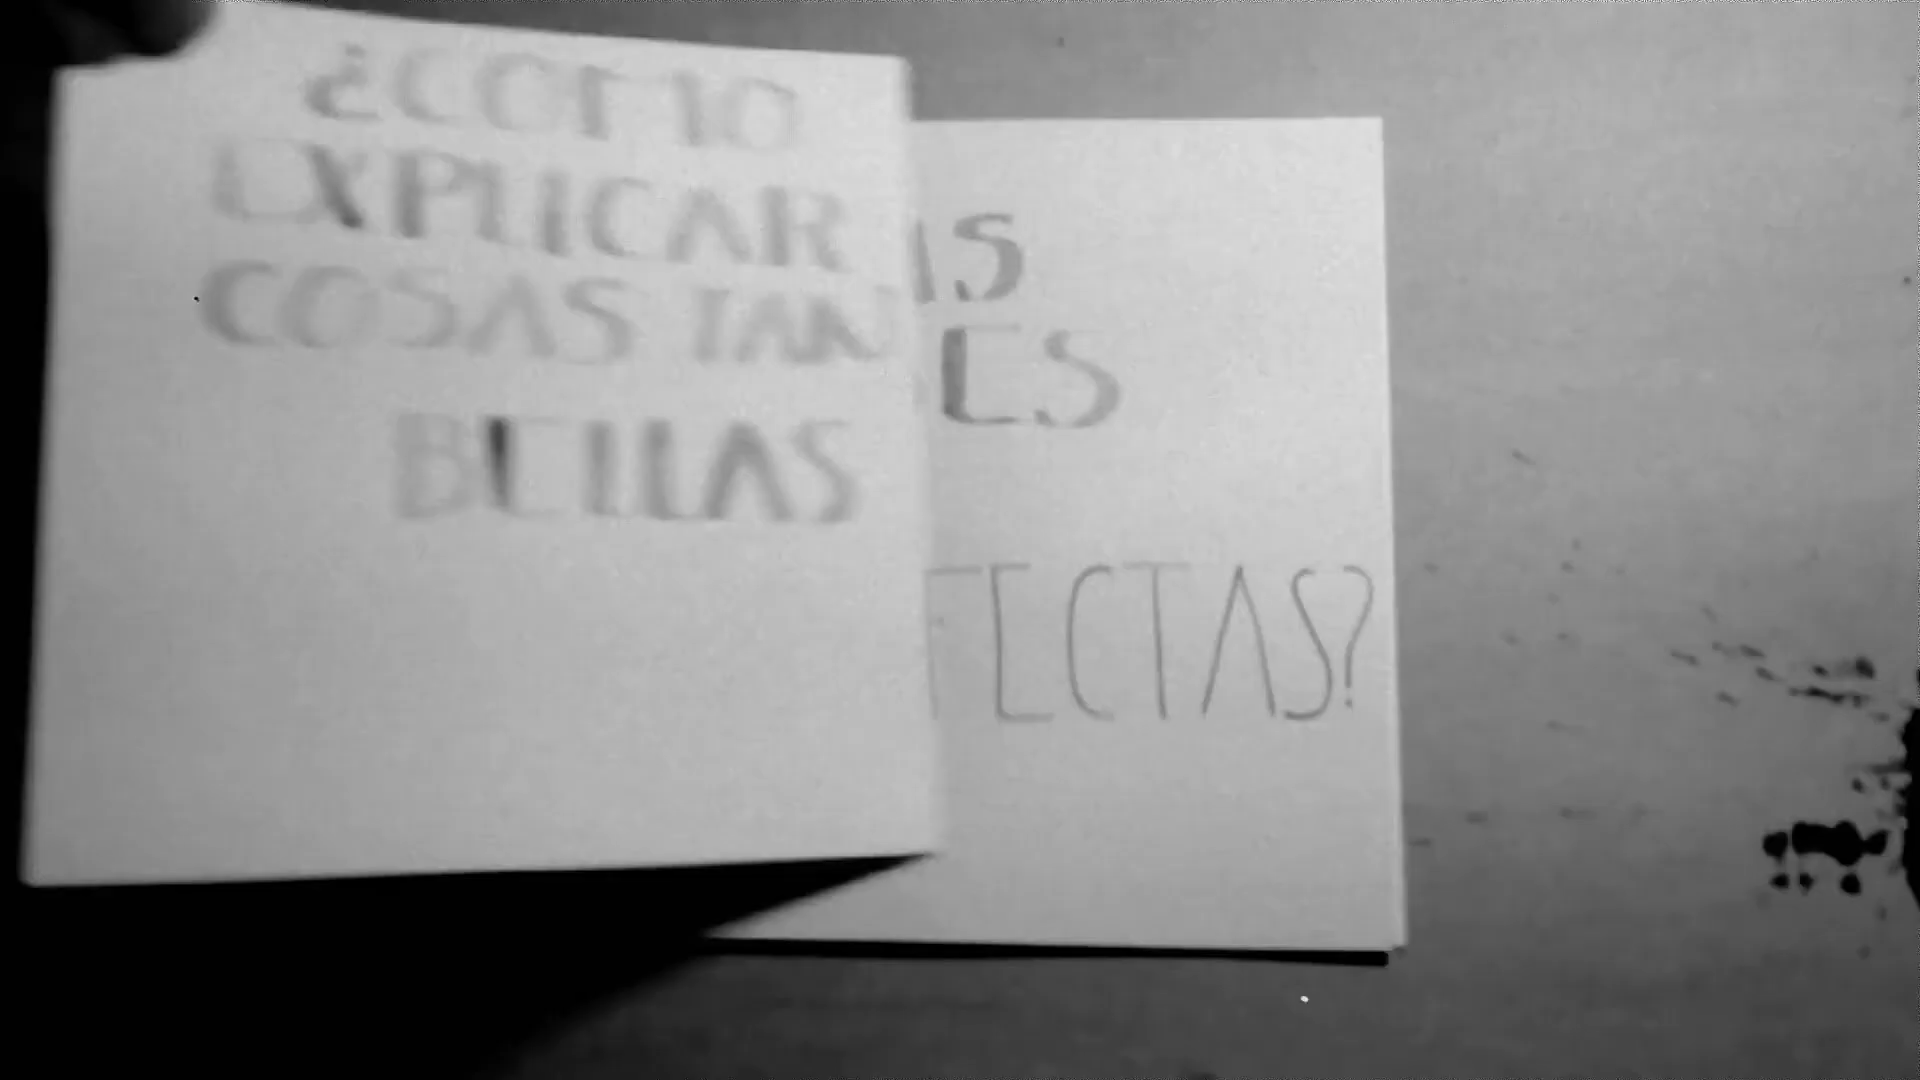 ¿COMO
EXPLICAR
COSAS TAN
BELLAS
AS
ES
FECTAS?